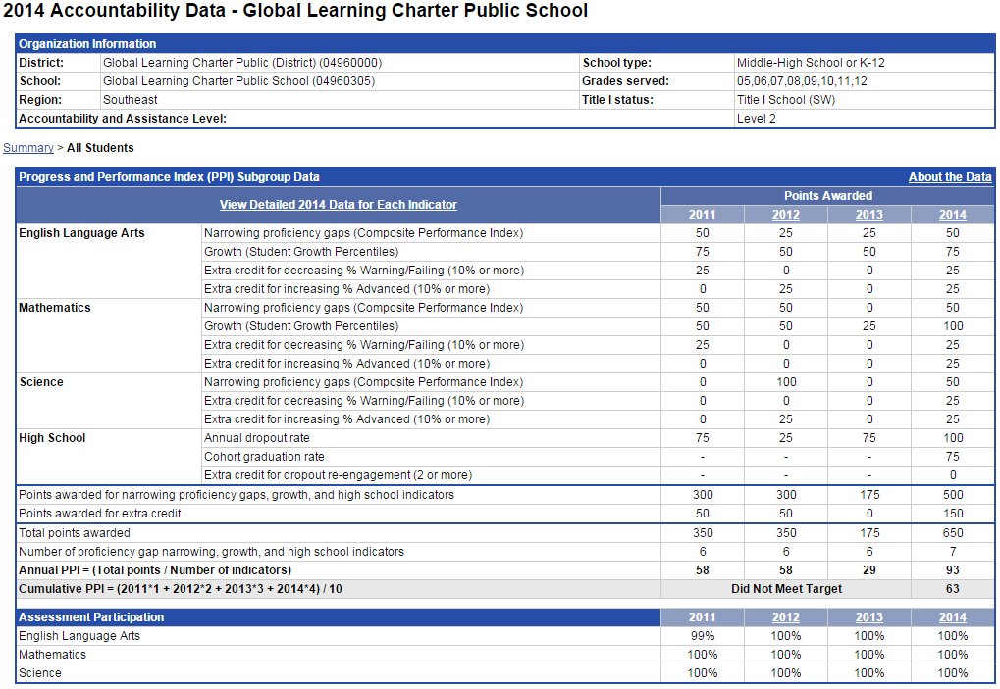 2014 Accountability Data - Global Learning Charter Public School
Organization Information
District: Global Learning Charter Public (District) (04960000) School type: Middle-High School or K-12
School: Global Learning Charter Public School (04960305) Grades served: 05,06,07,08,09,10,11,12
Region: Southeast Title I status: Title I School (SW)
Accountability and Assistance Level: Level 2
Summary > All Students
Progress and Performance Index (PPI) Subgroup Data About the Data
View Detailed 2014 Data for Each Indicator Points Awarded
2011 2012 2013 2014
English Language Arts Narrowing proficiency gaps (Composite Performance Index) 50 25 25 50
Growth (Student Growth Percentiles) 75 50 50 75
Extra credit for decreasing % Warning/Failing (10% or more) 25 0 0 25
Extra credit for increasing % Advanced (10% or more) 0 25 0 25
Mathematics Narrowing proficiency gaps (Composite Performance Index) 50 50 0 50
Growth (Student Growth Percentiles) 50 50 25 100
Extra credit for decreasing % Warning/Failing (10% or more) 25 0 0 25
Extra credit for increasing % Advanced (10% or more) 0 0 0 25
Science Narrowing proficiency gaps (Composite Performance Index) 0 100 0 50
Extra credit for decreasing % Warning/Failing (10% or more) 0 0 0 25
Extra credit for increasing % Advanced (10% or more) 0 25 0 25
High School Annual dropout rate 75 25 75 100
Cohort graduation rate - - - 75
Extra credit for dropout re-engagement (2 or more) - - - 0
Points awarded for narrowing proficiency gaps, growth, and high school indicators 300 300 175 500
Points awarded for extra credit 50 50 0 150
Total points awarded 350 350 175 650
Number of proficiency gap narrowing, growth, and high school indicators 6 6 6 7
Annual PPI = (Total points / Number of indicators) 58 58 29 93
Cumulative PPI = (2011*1 + 2012*2 + 2013*3 + 2014*4) / 10 Did Not Meet Target 63
Assessment Participation 2011 2012 2013 2014
English Language Arts 99% 100% 100% 100%
Mathematics 100% 100% 100% 100%
Science 100% 100% 100% 100%